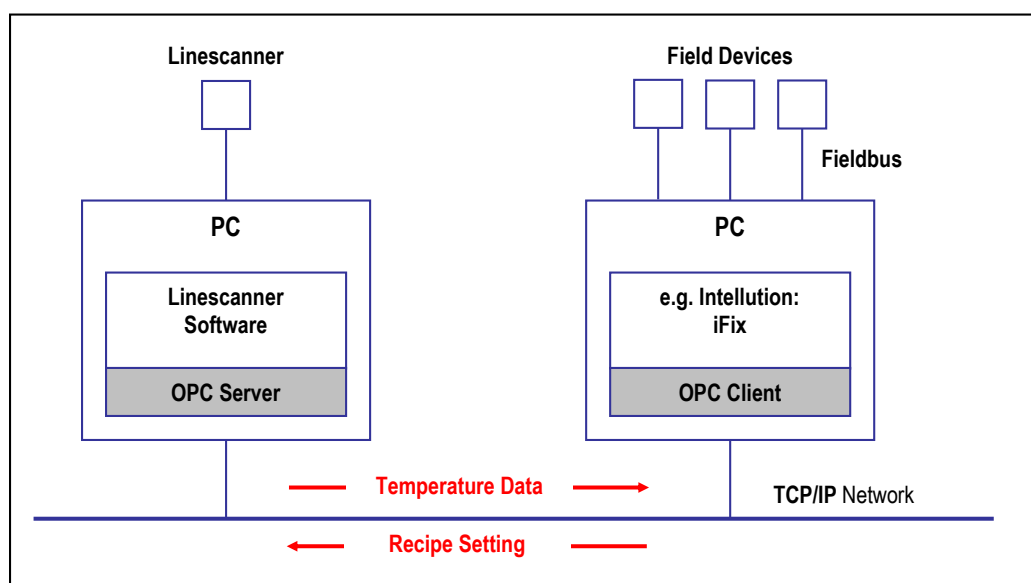 Linescanner
Field Devices
Fieldbus
PC
PC
Linescanner
Software
e.g. Intellution:
iFix
OPC Server
OPC Client
Temperature Data
TCP/IP Network
Recipe Setting